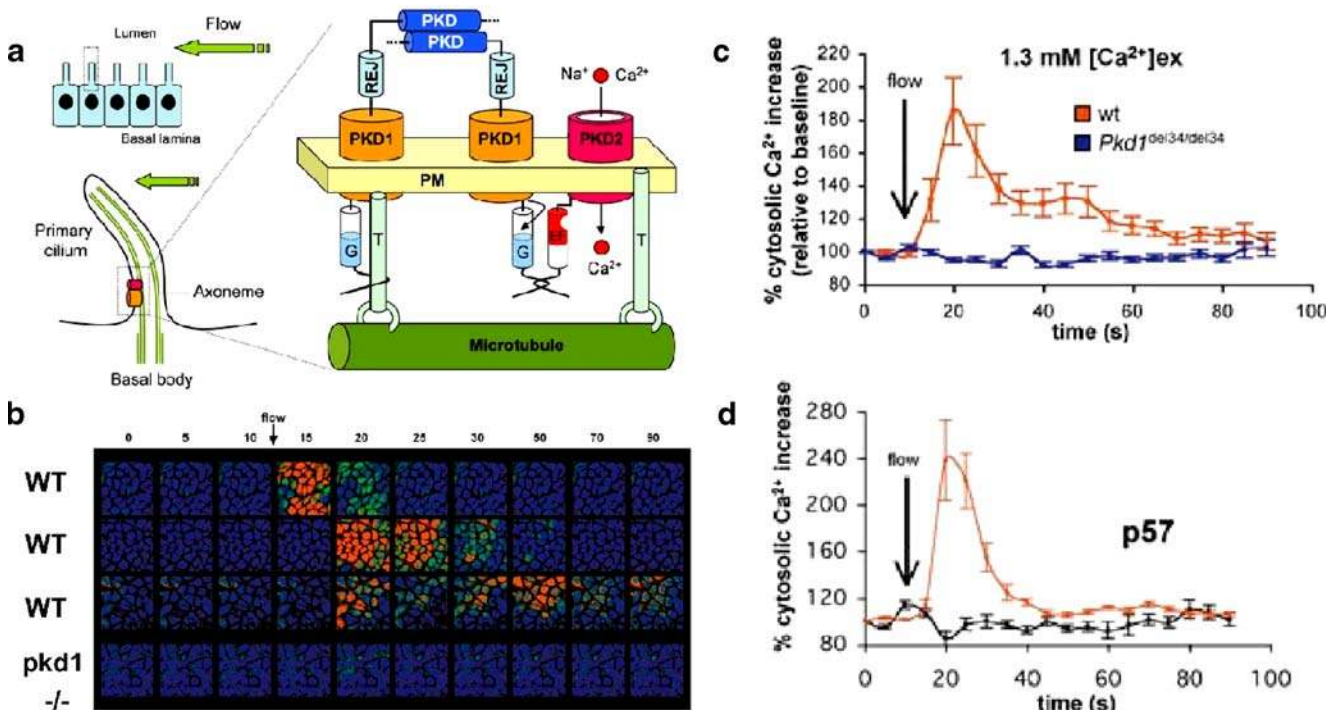 a
Lumen
Flow
Basal lamina
Primary
cilium
Axoneme
Basal body
PKD
PKD
REJ
REJ
Na⁺
Ca²⁺
PKD1
PKD1
PKD2
PM
G
T
G
Ca²⁺
T
Microtubule
b
flow
0 5 10 15 20 25 30 50 70 90
WT
WT
WT
pkd1
-/-
c
1.3 mM [Ca²⁺]ex
flow
wt
Pkd1del34/del34
% cytosolic Ca²⁺ increase
(relative to baseline)
220
200
180
160
140
120
100
80
0 20 40 60 80 100
time (s)
d
flow
p57
% cytosolic Ca²⁺ increase
280
240
200
160
120
80
0 20 40 60 80 100
time (s)